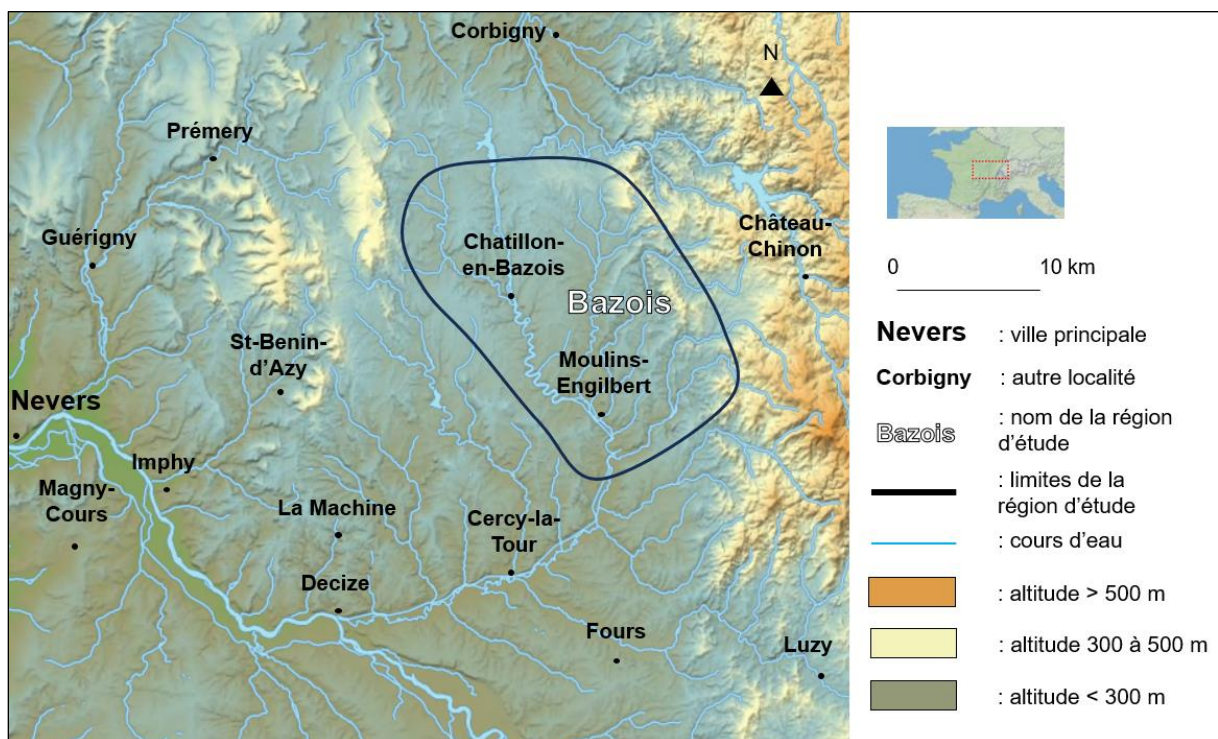 Corbigny
N
Prémery
Guérigny
Chatillon-
en-Bazois
Château-
Chinon
Bazois
St-Benin-
d'Azy
Moulins-
Engilbert
Nevers
Imphy
Magny-
Cours
La Machine
Cercy-la-
Tour
Decize
Fours
Luzy
0 10 km
Nevers : ville principale
Corbigny : autre localité
Bazois : nom de la région
d'étude
: limites de la
région d'étude
: cours d'eau
: altitude > 500 m
: altitude 300 à 500 m
: altitude < 300 m